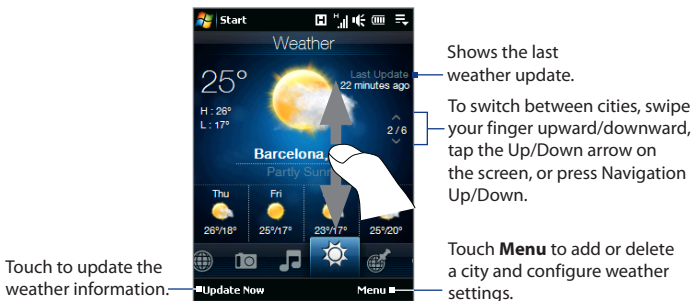 Start
H
Weather
25°
Last Update
22 minutes ago
H : 26°
L : 17°
2 / 6
Barcelona,
Partly Sunn
Thu
Fri
26°/18°
25°/17°
23°/17°
25°/20°
Update Now
Menu
Shows the last
weather update.
To switch between cities, swipe
your finger upward/downward,
tap the Up/Down arrow on
the screen, or press Navigation
Up/Down.
Touch Menu to add or delete
a city and configure weather
settings.
Touch to update the
weather information.